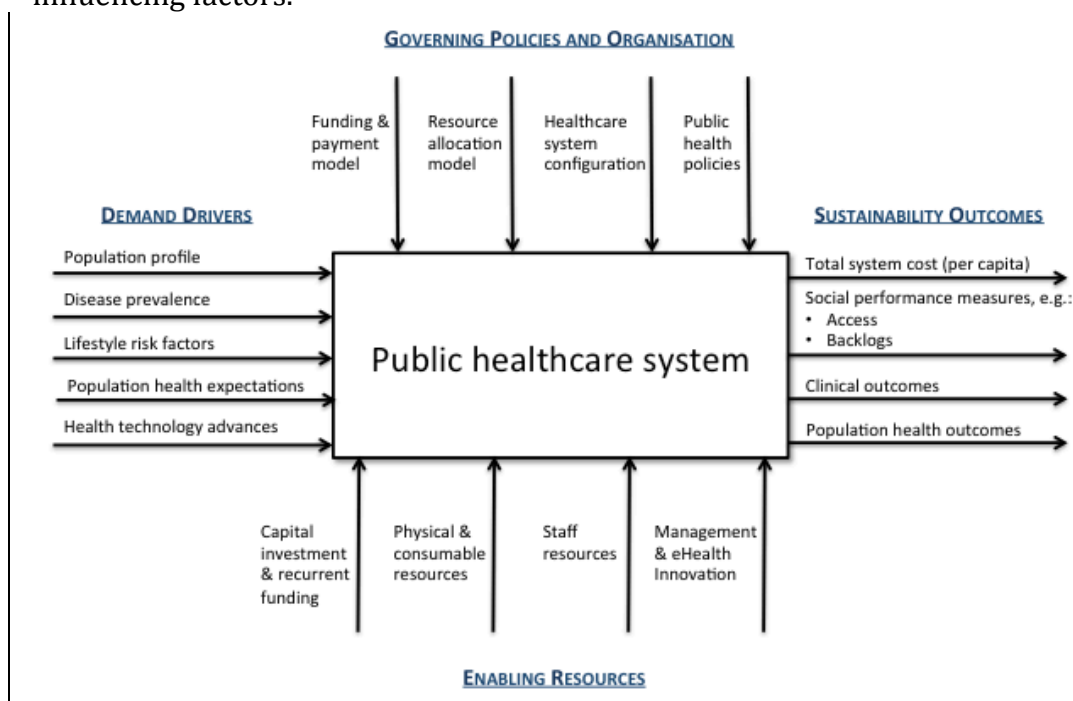 influencing factors.
GOVERNING POLICIES AND ORGANISATION
Funding &
payment
model
Resource
allocation
model
Healthcare
system
configuration
Public
health
policies
DEMAND DRIVERS
Population profile
Disease prevalence
Lifestyle risk factors
Population health expectations
Health technology advances
Public healthcare system
SUSTAINABILITY OUTCOMES
Total system cost (per capita)
Social performance measures, e.g.:
• Access
• Backlogs
Clinical outcomes
Population health outcomes
Capital
investment
& recurrent
funding
Physical &
consumable
resources
Staff
resources
Management
& eHealth
Innovation
ENABLING RESOURCES